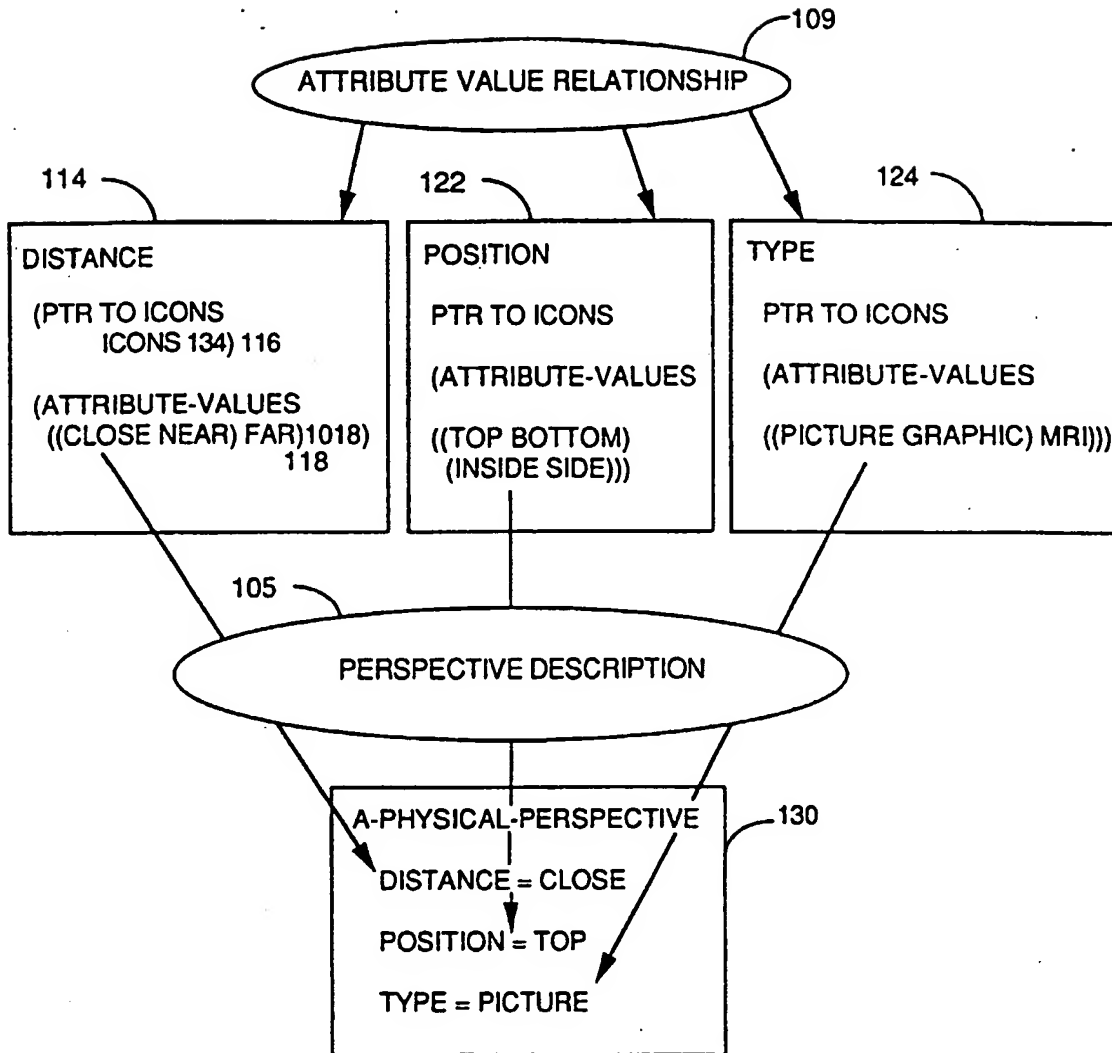 109
ATTRIBUTE VALUE RELATIONSHIP
114
DISTANCE
(PTR TO ICONS
ICONS 134) 116
(ATTRIBUTE-VALUES
((CLOSE NEAR) FAR)1018)
118
122
POSITION
PTR TO ICONS
(ATTRIBUTE-VALUES
((TOP BOTTOM)
(INSIDE SIDE)))
124
TYPE
PTR TO ICONS
(ATTRIBUTE-VALUES
((PICTURE GRAPHIC) MRI)))
105
PERSPECTIVE DESCRIPTION
130
A-PHYSICAL-PERSPECTIVE
DISTANCE = CLOSE
POSITION = TOP
TYPE = PICTURE